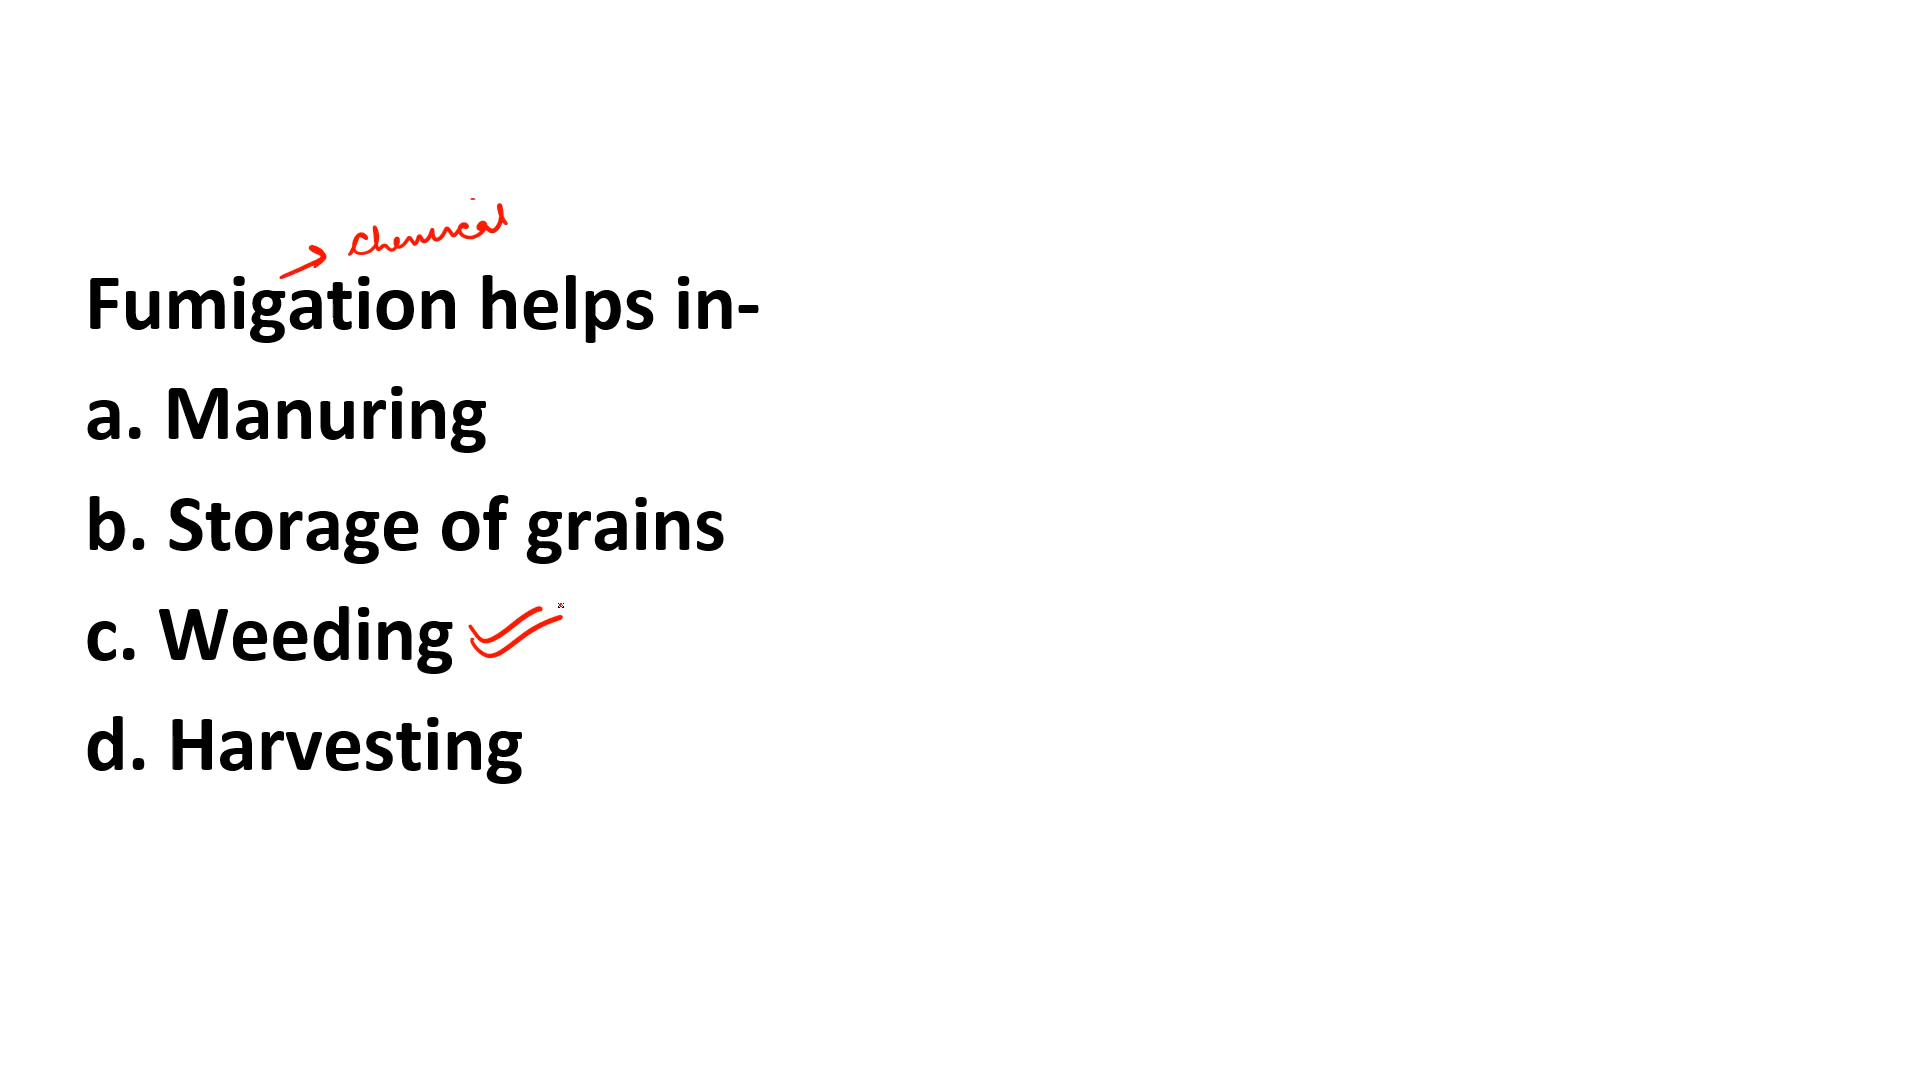 Chemical
Fumigation helps in-
a. Manuring
b. Storage of grains
c. Weeding
d. Harvesting